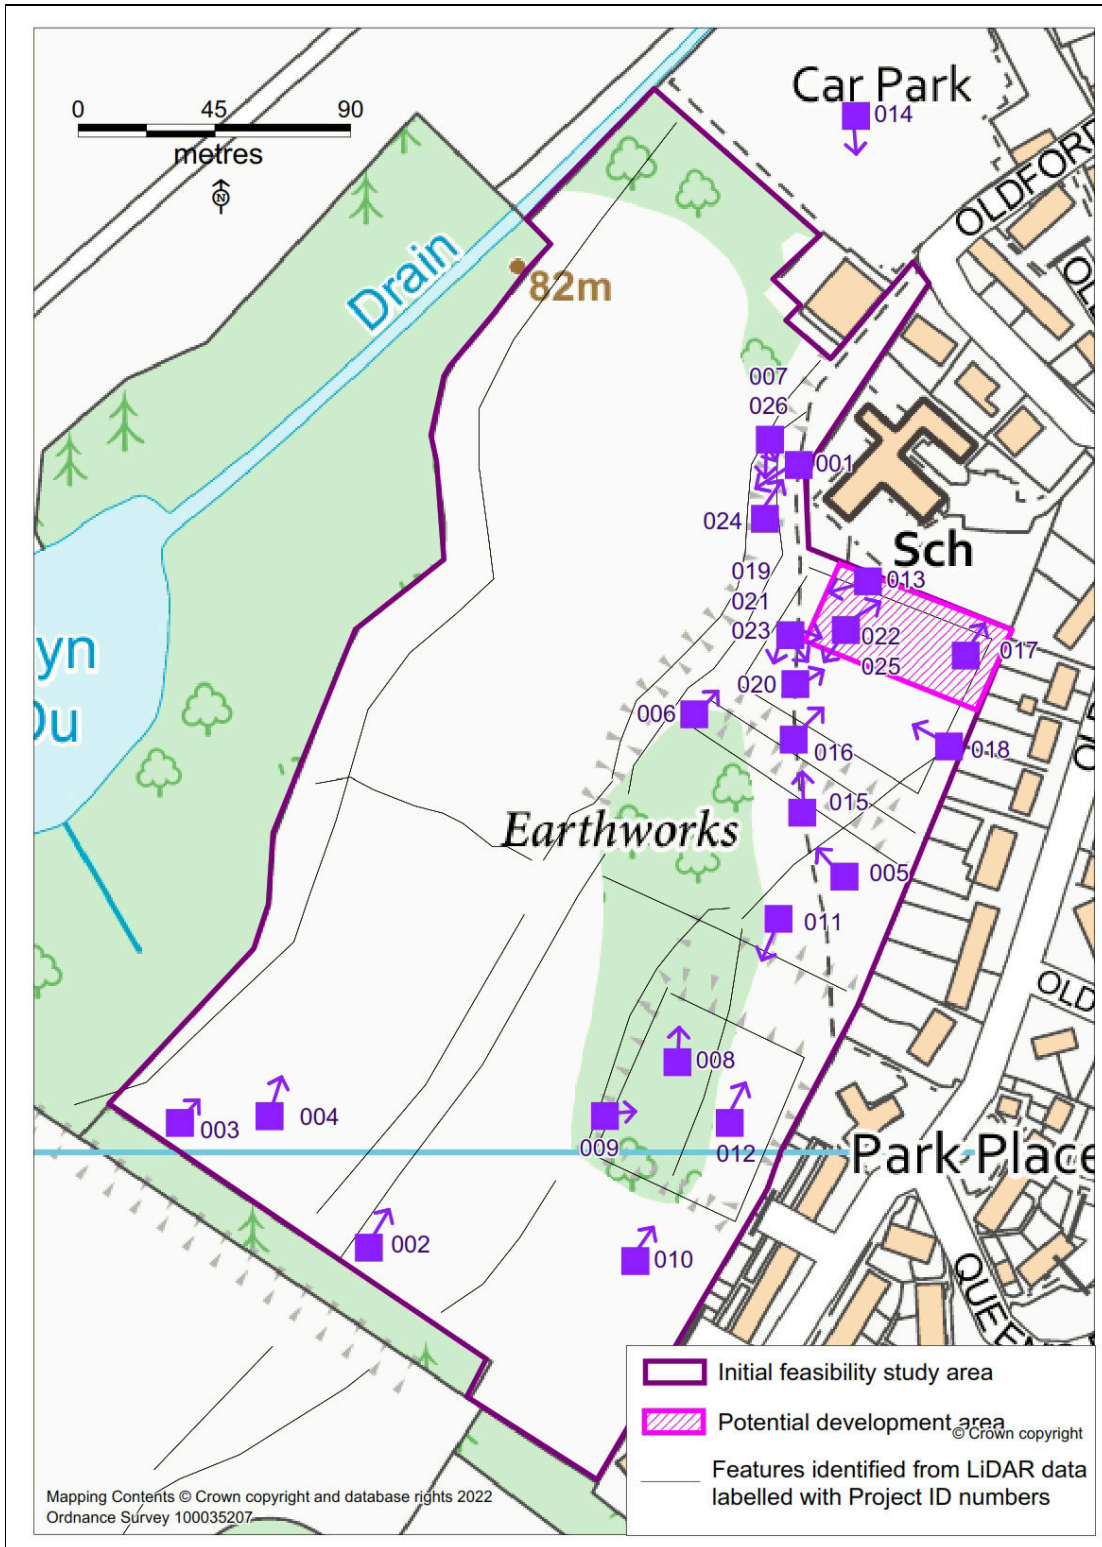 Car Park
014
0 45 90
metres
N
OLDFORD
Drain
82m
007
026
001
024
Sch
019
013
021
023
022
017
025
020
006
018
016
yn
Du
015
Earthworks
005
011
OLD
008
003
004
009
012
Park Place
002
010
QUEENS
Initial feasibility study area
Potential development area
© Crown copyright
Features identified from LiDAR data
labelled with Project ID numbers
Mapping Contents © Crown copyright and database rights 2022
Ordnance Survey 100035207